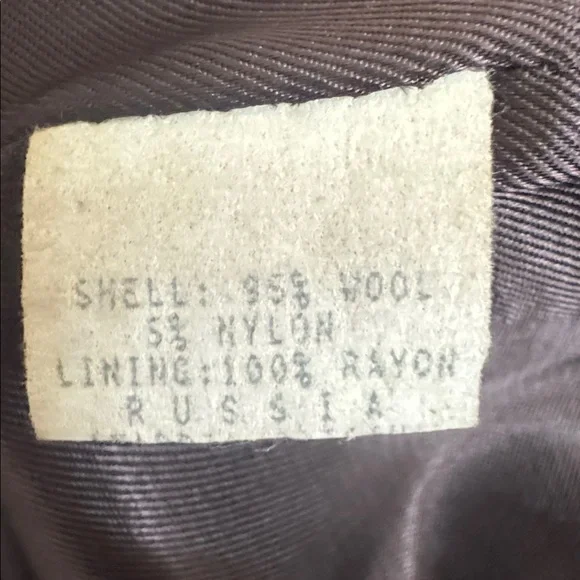 SHELL: 95% WOOL
5% NYLON
LINING:100% RAYON
R U S S I A